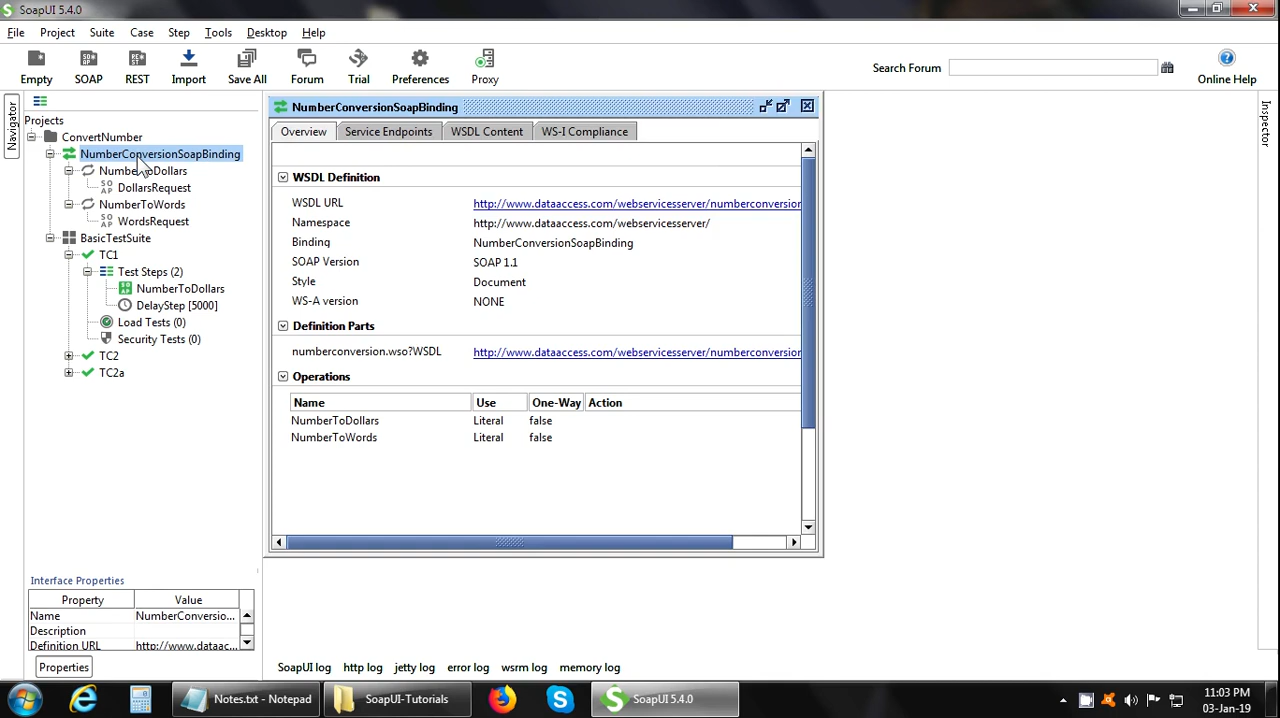 SoapUI 5.4.0
File Project Suite Case Step Tools Desktop Help
Empty SOAP REST Import Save All Forum Trial Preferences Proxy Search Forum Online Help
Navigator
Projects
ConvertNumber
NumberConversionSoapBinding
NumberToDollars
DollarsRequest
NumberToWords
WordsRequest
BasicTestSuite
TC1
Test Steps (2)
NumberToDollars
DelayStep [5000]
Load Tests (0)
Security Tests (0)
TC2
TC2a
Interface Properties
Property Value
Name NumberConversio...
Description
Definition URL http://www.dataac...
Properties
NumberConversionSoapBinding
Overview Service Endpoints WSDL Content WS-I Compliance
WSDL Definition
WSDL URL http://www.dataaccess.com/webservicesserver/numberconversion
Namespace http://www.dataaccess.com/webservicesserver/
Binding NumberConversionSoapBinding
SOAP Version SOAP 1.1
Style Document
WS-A version NONE
Definition Parts
numberconversion.wso?WSDL http://www.dataaccess.com/webservicesserver/numberconversion
Operations
Name Use One-Way Action
NumberToDollars Literal false
NumberToWords Literal false
Inspector
SoapUI log http log jetty log error log wsrm log memory log
Notes.txt - Notepad SoapUI-Tutorials SoapUI 5.4.0
11:03 PM
03-Jan-19